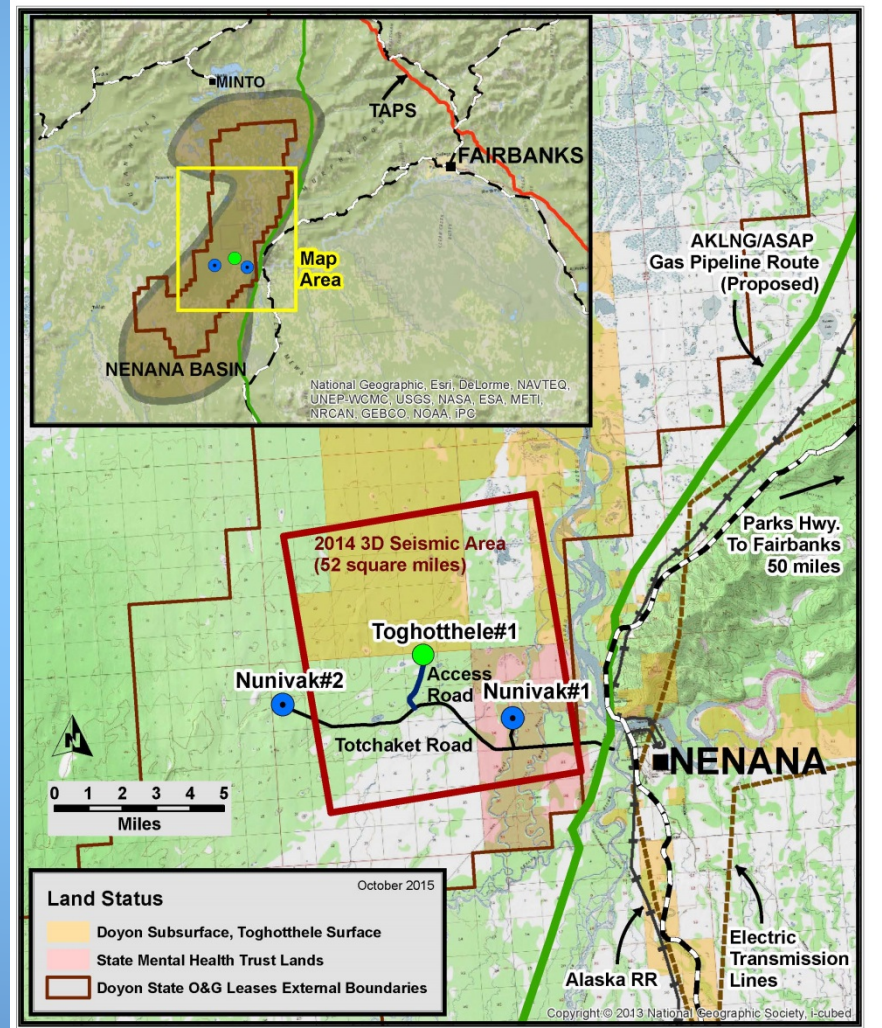 MINTO
TAPS
FAIRBANKS
Map
Area
NENANA BASIN
National Geographic, Esri, DeLorme, NAVTEQ,
UNEP-WCMC, USGS, NASA, ESA, METI,
NRCAN, GEBCO, NOAA, iPC
AKLNG/ASAP
Gas Pipeline Route
(Proposed)
Parks Hwy.
To Fairbanks
50 miles
2014 3D Seismic Area
(52 square miles)
Toghotthele#1
Access
Road
Nunivak#2
Nunivak#1
Totchaket Road
NENANA
N
0 1 2 3 4 5
Miles
October 2015
Land Status
Doyon Subsurface, Toghotthele Surface
State Mental Health Trust Lands
Doyon State O&G Leases External Boundaries
Alaska RR
Electric
Transmission
Lines
Copyright © 2013 National Geographic Society, i-cubed